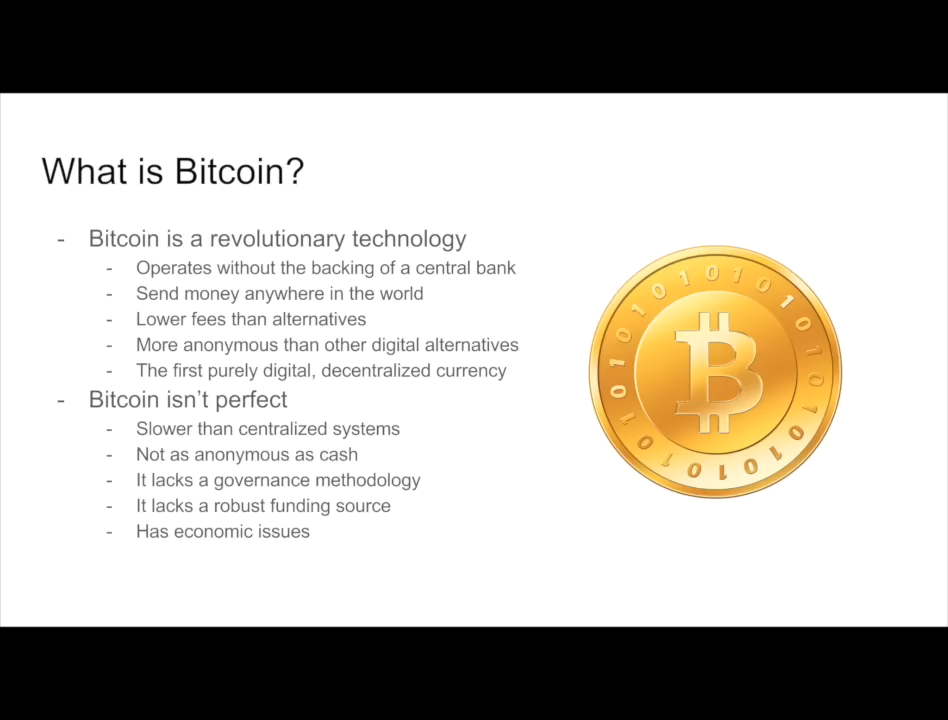 What is Bitcoin?
- Bitcoin is a revolutionary technology
- Operates without the backing of a central bank
- Send money anywhere in the world
- Lower fees than alternatives
- More anonymous than other digital alternatives
- The first purely digital, decentralized currency
- Bitcoin isn't perfect
- Slower than centralized systems
- Not as anonymous as cash
- It lacks a governance methodology
- It lacks a robust funding source
- Has economic issues